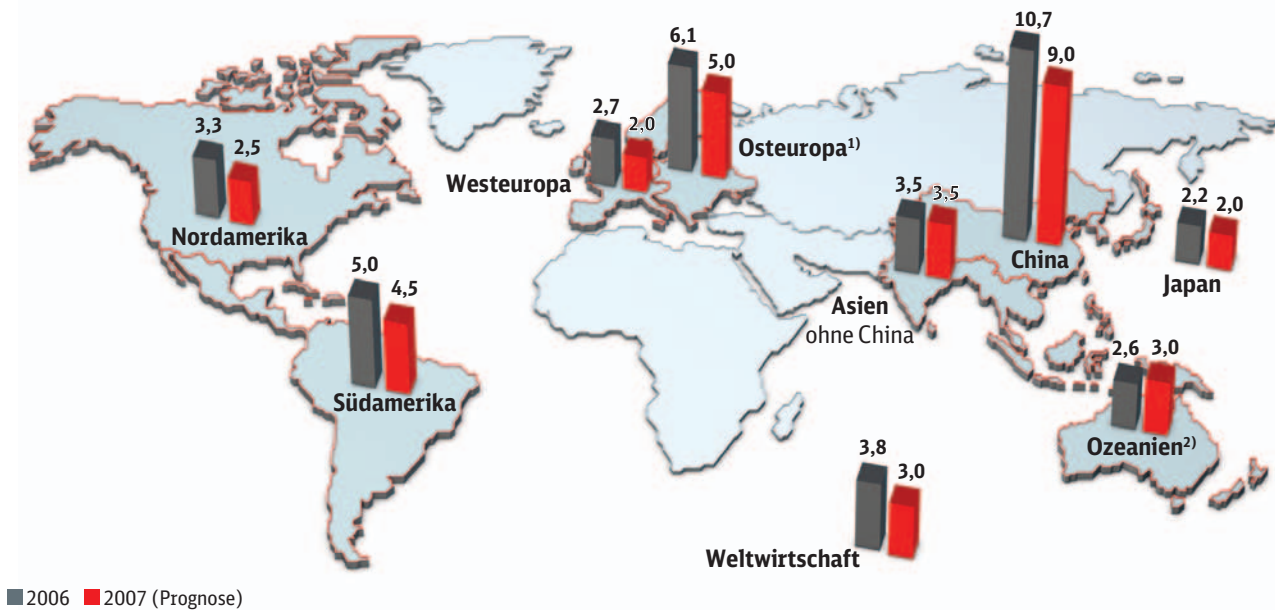 10,7
6,1
9,0
5,0
2,7
2,0
3,3
2,5
Osteuropa¹⁾
Westeuropa
3,5
3,5
2,2
2,0
Nordamerika
China
Japan
5,0
4,5
Asien
ohne China
2,6
3,0
Südamerika
Ozeanien²⁾
3,8
3,0
Weltwirtschaft
2006 2007 (Prognose)